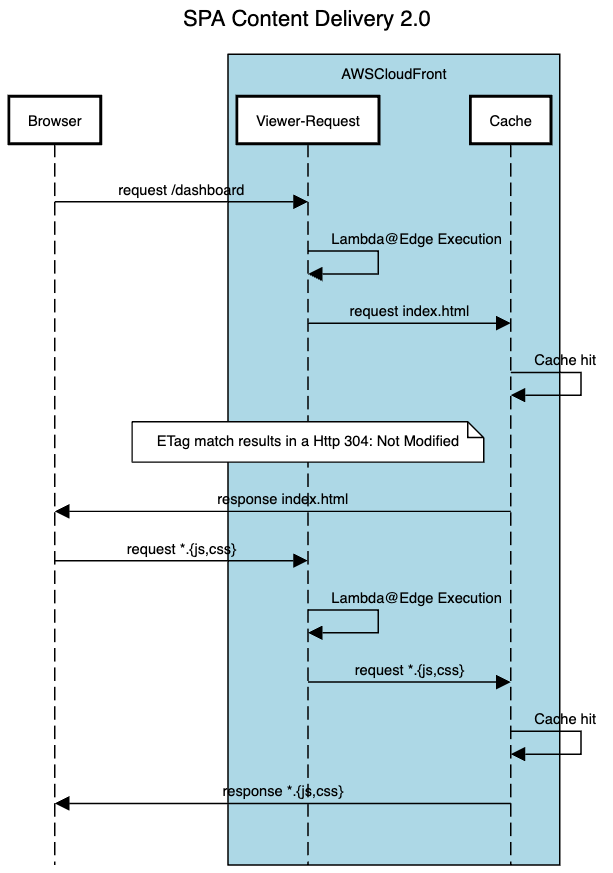 SPA Content Delivery 2.0
AWSCloudFront
Browser
Viewer-Request
Cache
request /dashboard
Lambda@Edge Execution
request index.html
Cache hit
ETag match results in a Http 304: Not Modified
response index.html
request *.{js,css}
Lambda@Edge Execution
request *.{js,css}
Cache hit
response *.{js,css}